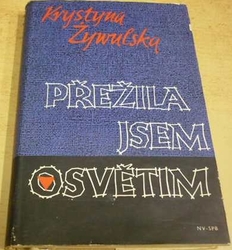 Krystyna
Żywulska
PŘEŽILA
JSEM
OSVĚTIM
NV-SPB